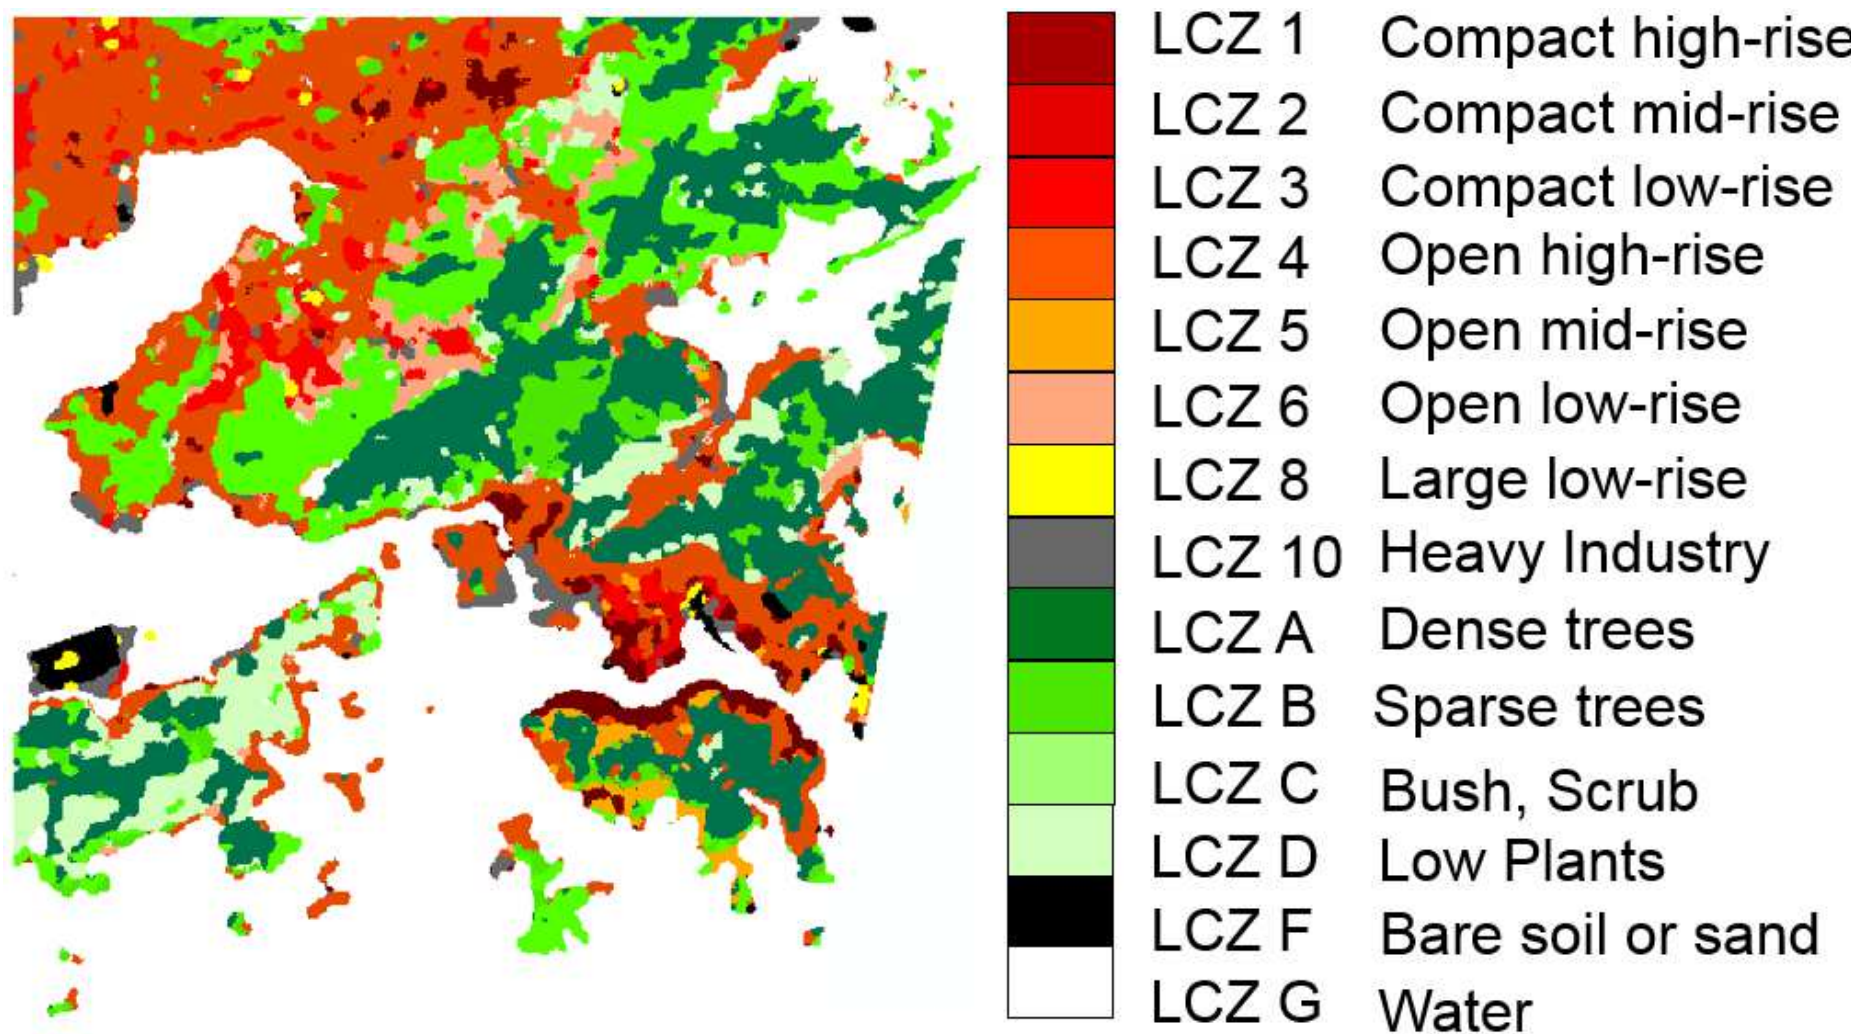 LCZ 1 Compact high-rise
LCZ 2 Compact mid-rise
LCZ 3 Compact low-rise
LCZ 4 Open high-rise
LCZ 5 Open mid-rise
LCZ 6 Open low-rise
LCZ 8 Large low-rise
LCZ 10 Heavy Industry
LCZ A Dense trees
LCZ B Sparse trees
LCZ C Bush, Scrub
LCZ D Low Plants
LCZ F Bare soil or sand
LCZ G Water